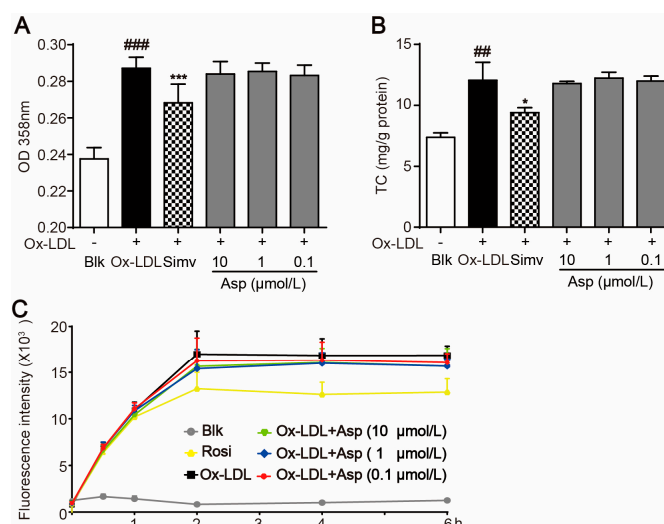 A
B
###
***
##
*
0.30
0.28
0.26
0.24
0.22
0.20
OD 358nm
15
10
5
0
TC (mg/g protein)
Ox-LDL - + + + + +
Blk Ox-LDL Simv 10 1 0.1
Asp (μmol/L)
Ox-LDL - + + + + +
Blk Ox-LDL Simv 10 1 0.1
Asp (μmol/L)
C
20
15
10
5
0
Fluorescence intensity (X10³)
Blk
Rosi
Ox-LDL
Ox-LDL+Asp (10 μmol/L)
Ox-LDL+Asp ( 1 μmol/L)
Ox-LDL+Asp (0.1 μmol/L)
1 2 3 4 6 h